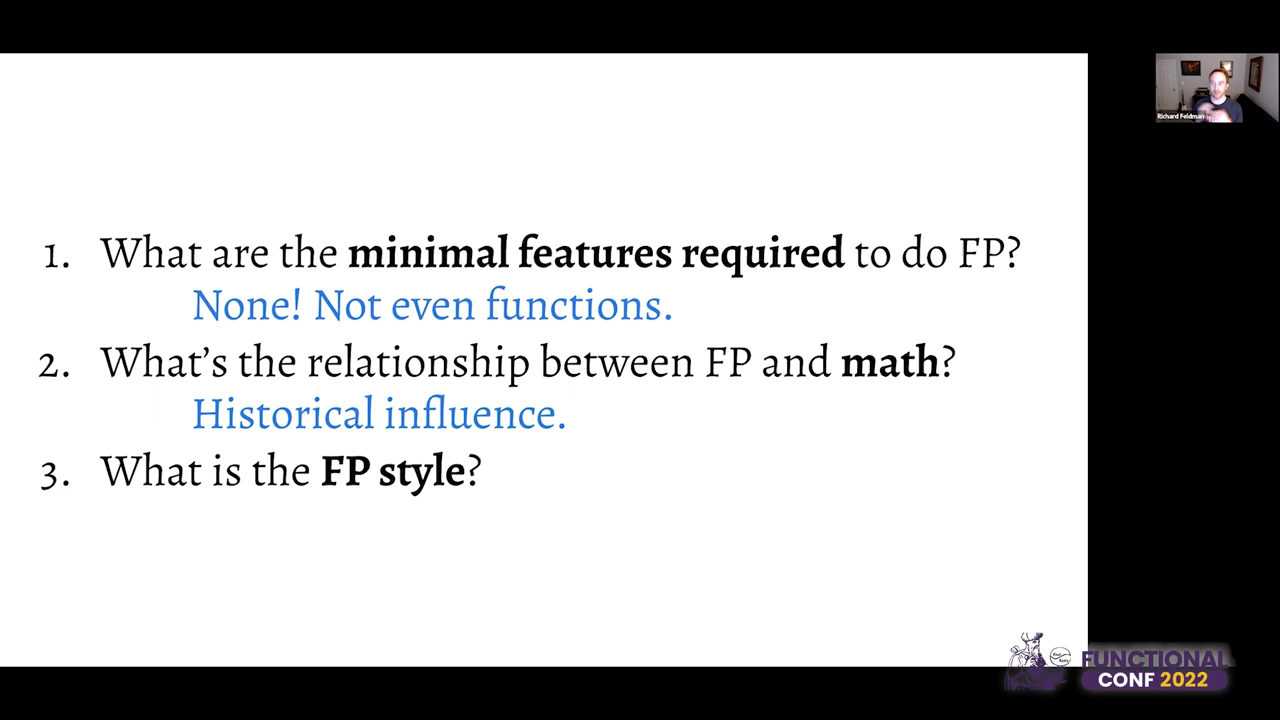 Richard Feldman
1. What are the minimal features required to do FP?
None! Not even functions.
2. What’s the relationship between FP and math?
Historical influence.
3. What is the FP style?
FUNCTIONAL
CONF 2022